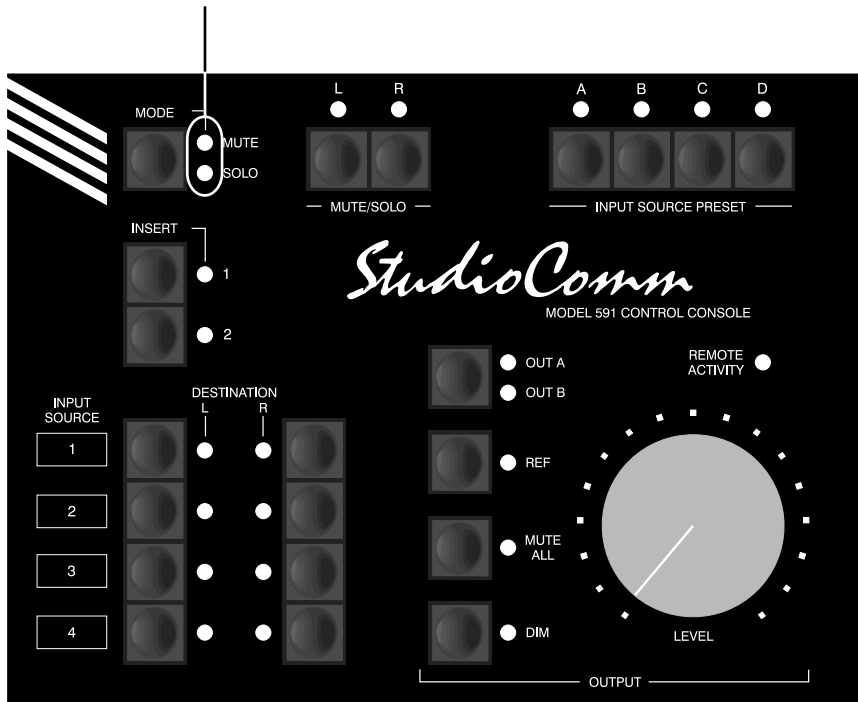 L R
A B C D
MODE
MUTE
SOLO
MUTE/SOLO
INPUT SOURCE PRESET
INSERT
1
2
StudioComm
MODEL 591 CONTROL CONSOLE
OUT A
OUT B
REMOTE
ACTIVITY
INPUT
SOURCE
DESTINATION
L R
1
2
3
4
REF
MUTE
ALL
DIM
LEVEL
OUTPUT